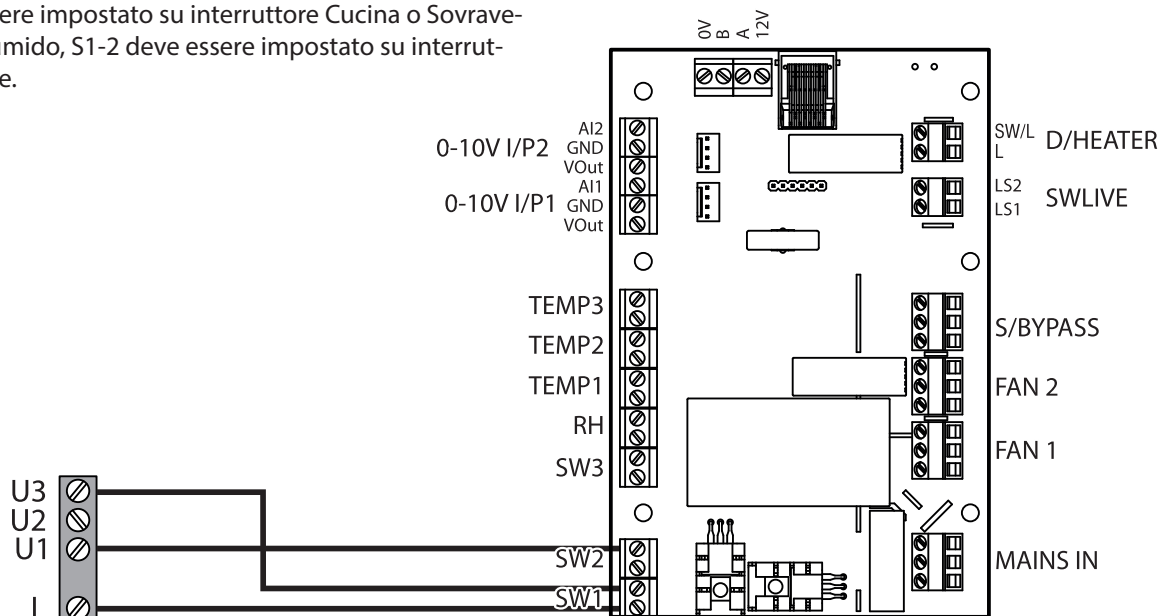 ere impostato su interruttore Cucina o Sovrave-
umido, S1-2 deve essere impostato su interrut-
e.
0V
B
A
12V
0-10V I/P2
AI2
GND
VOut
0-10V I/P1
AI1
GND
VOut
SW/L
L
D/HEATER
LS2
LS1
SWLIVE
TEMP3
TEMP2
TEMP1
RH
SW3
S/BYPASS
FAN 2
FAN 1
U3
U2
U1
L
SW2
SW1
MAINS IN